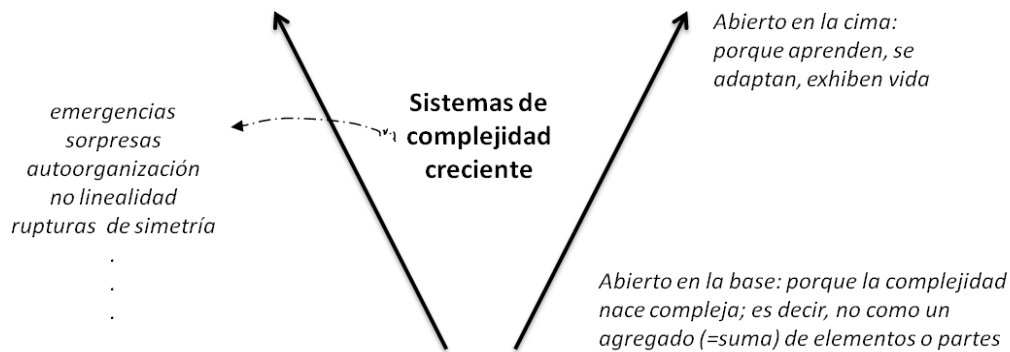 Abierto en la cima:
porque aprenden, se
adaptan, exhiben vida
Sistemas de
complejidad
creciente
emergencias
sorpresas
autoorganización
no linealidad
rupturas de simetría
.
.
.
Abierto en la base: porque la complejidad
nace compleja; es decir, no como un
agregado (=suma) de elementos o partes